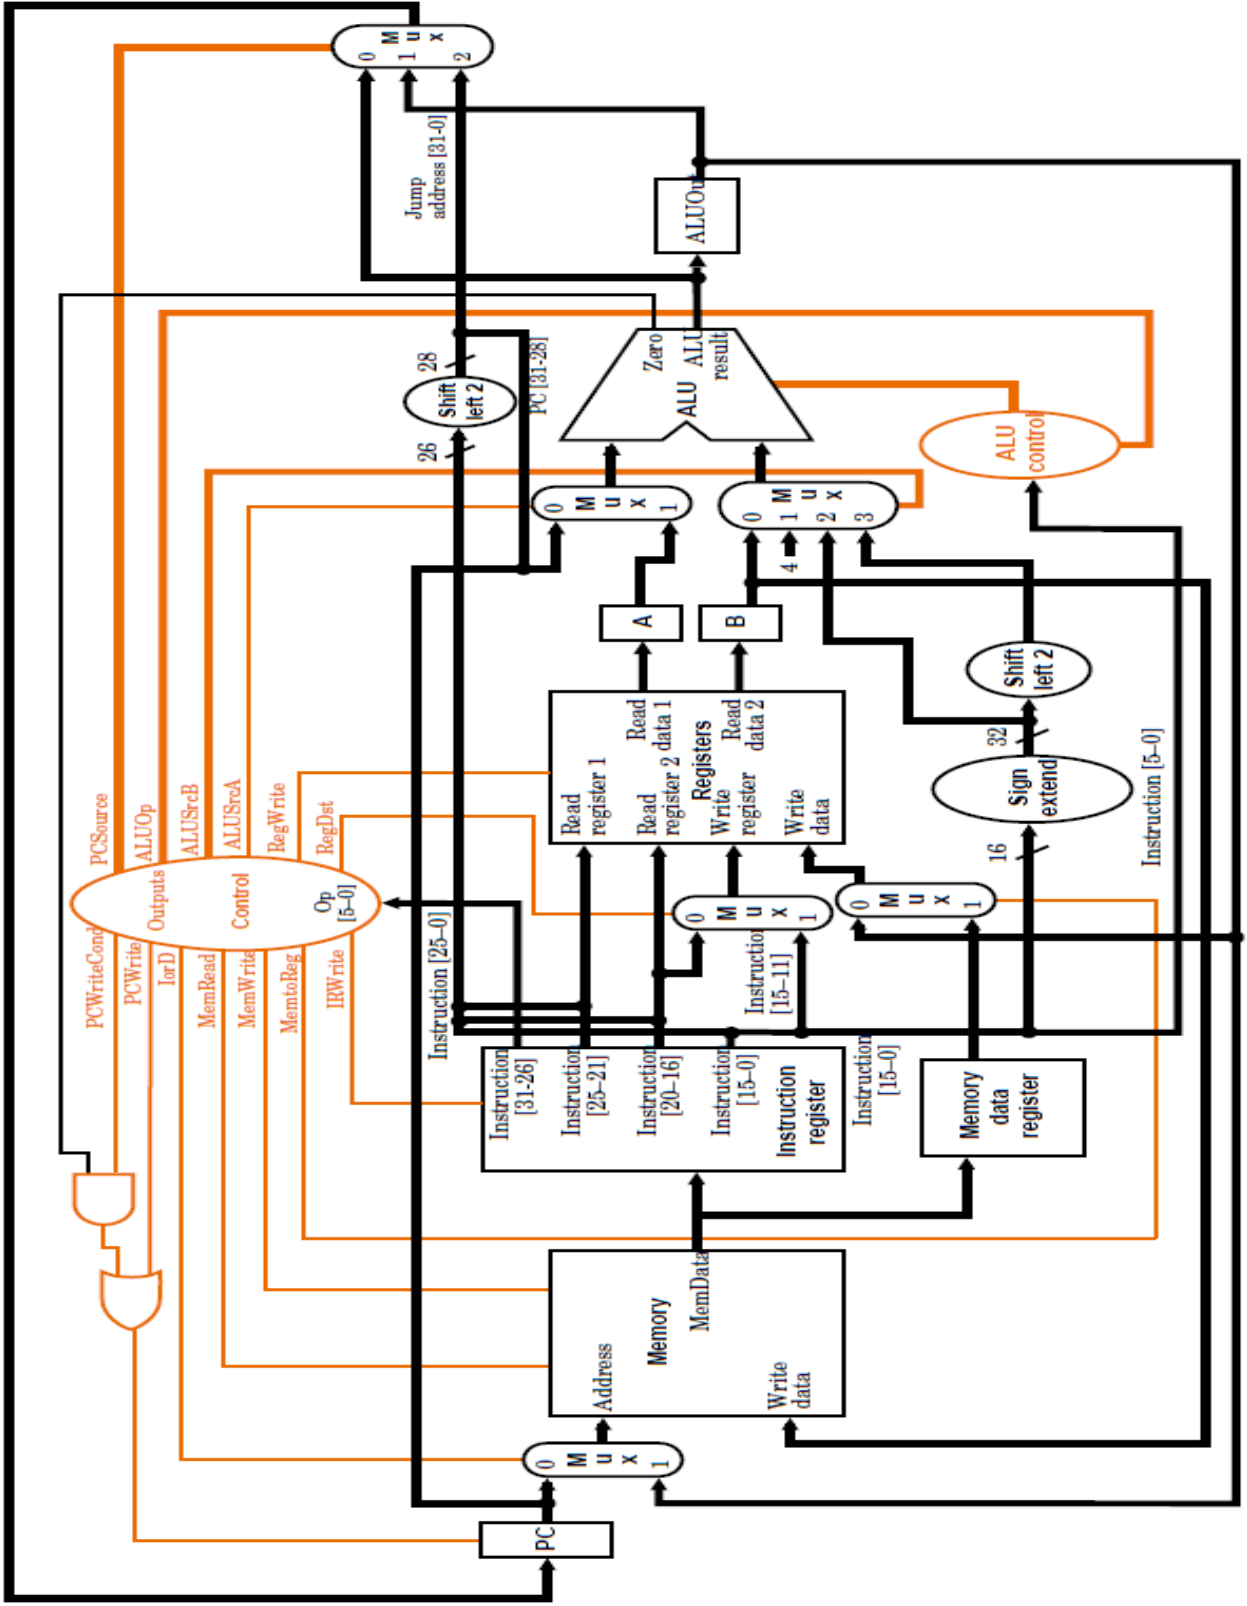 PCWriteCond
PCWrite
IorD
MemRead
MemWrite
MemtoReg
IRWrite
Outputs
Control
Op
[5–0]
PCSource
ALUOp
ALUSrcB
ALUSrcA
RegWrite
RegDst
PC
0
M
u
x
1
Address
Memory
MemData
Write
data
Instruction [25–0]
Instruction
[31-26]
Instruction
[25–21]
Instruction
[20–16]
Instruction
[15–0]
Instruction
register
Instruction
[15–0]
Memory
data
register
0
M
u
x
1
Instruction
[15–11]
0
M
u
x
1
Read
register 1
Read
register 2
Write
register
Write
data
Registers
Read
data 1
Read
data 2
16
Sign
extend
32
Shift
left 2
Instruction [5–0]
A
B
4
0
M
u
x
1
0
1
2
3
M
u
x
26
Shift
left 2
28
PC [31-28]
Jump
address [31-0]
ALU
Zero
ALU
result
ALU
control
ALUOut
0
1
2
M
u
x